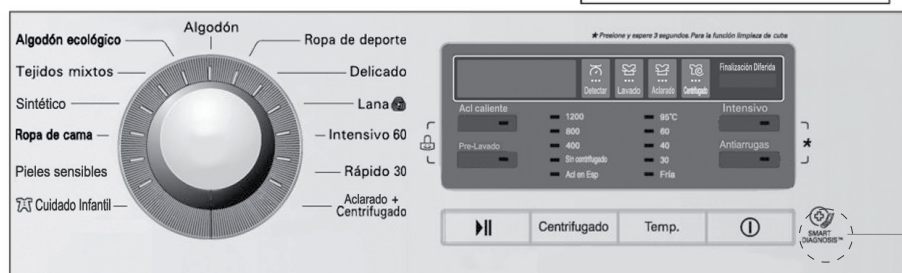 Algodón
Algodón ecológico
Ropa de deporte
Tejidos mixtos
Delicado
Sintético
Lana
Ropa de cama
Intensivo 60
Pieles sensibles
Rápido 30
Cuidado Infantil
Aclarado +
Centrifugado
* Presione y espere 3 segundos. Para la función limpieza de cuba
Detectar
Lavado
Aclarado
Centrifugado
Finalización Diferida
Acl caliente
Pre-Lavado
1200
800
400
Sin centrifugado
Acl en Esp
95°C
60
40
30
Fría
Intensivo
Antiarrugas
*
Centrifugado
Temp.
SMART
DIAGNOSIS™